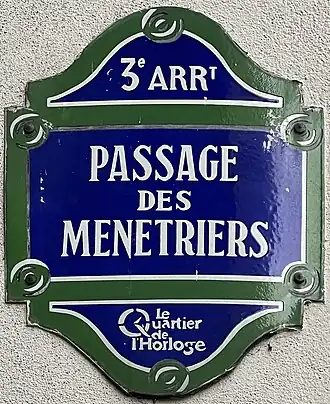 3e ARRT
PASSAGE
DES
MENETRIERS
Le
Quartier
de
l'Horloge